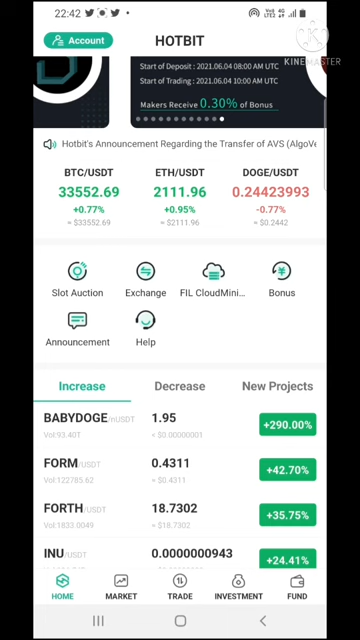 22:42
Account
HOTBIT
KINEMASTER
Start of Deposit : 2021.06.04 08:00 AM UTC
Start of Trading : 2021.06.04 10:00 AM UTC
Makers Receive 0.30% of Bonus
Hotbit's Announcement Regarding the Transfer of AVS (AlgoVe
BTC/USDT ETH/USDT DOGE/USDT
33552.69 2111.96 0.24423993
+0.77% +0.95% -0.77%
≈ $33552.69 ≈ $2111.96 ≈ $0.2442
Slot Auction Exchange FIL CloudMini... Bonus
Announcement Help
Increase Decrease New Projects
BABYDOGE/mUSDT 1.95 +290.00%
Vol:93.40T < $0.00000001
FORM/USDT 0.4311 +42.70%
Vol:122785.62 ≈ $0.4311
FORTH/USDT 18.7302 +35.75%
Vol:1833.0049 ≈ $18.7302
INU/USDT 0.0000000943 +24.41%
HOME MARKET TRADE INVESTMENT FUND